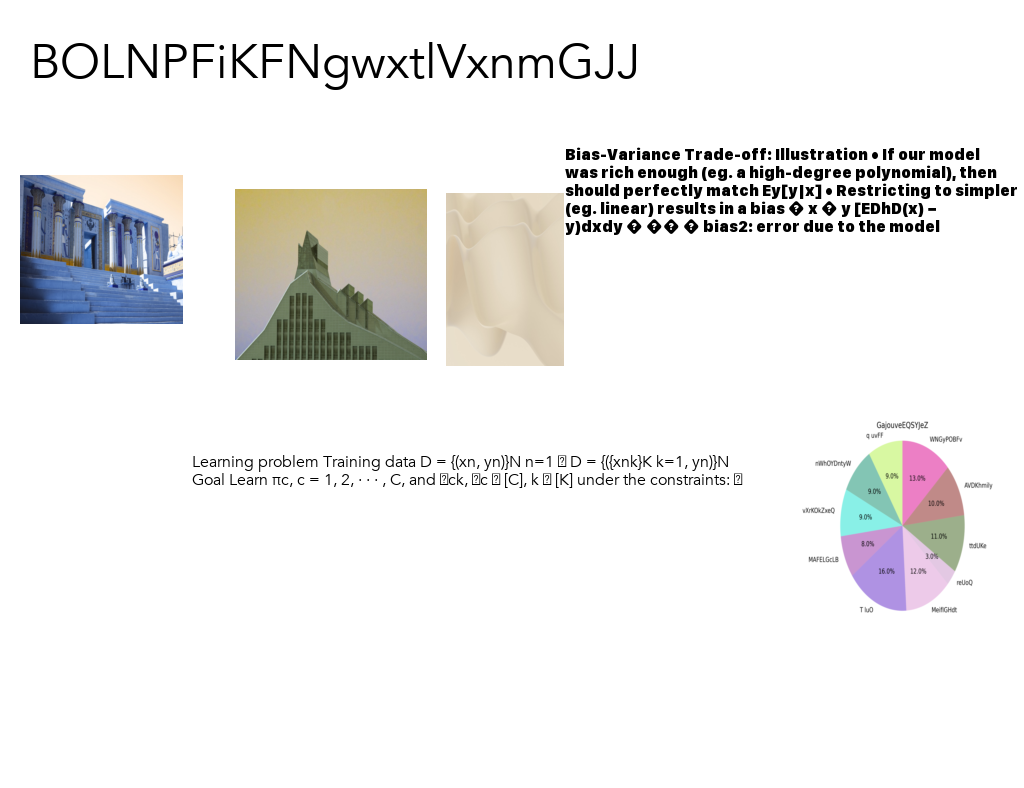 BOLNPFiKFNgwxtlVxnmGJJ
Bias-Variance Trade-off: Illustration • If our model
was rich enough (eg. a high-degree polynomial), then
should perfectly match Ey[y|x] • Restricting to simpler
(eg. linear) results in a bias � x � y [EDhD(x) –
y)dxdy � �� � bias2: error due to the model
Learning problem Training data D = {(xn, yn)}N n=1 D = {({xnk}K k=1, yn)}N
Goal Learn πc, c = 1, 2, · · · , C, and ck, c [C], k [K] under the constraints:
GajouveEQSYJeZ
q uvFF
WNGyPOBFv
nWhOYDntyW
AVDKhmily
vXrKOkZxeQ
ttdUKe
MAFELGcLB
reUoQ
T IuO
MeifIGHdt
9.0%
13.0%
9.0%
10.0%
9.0%
11.0%
8.0%
3.0%
16.0%
12.0%